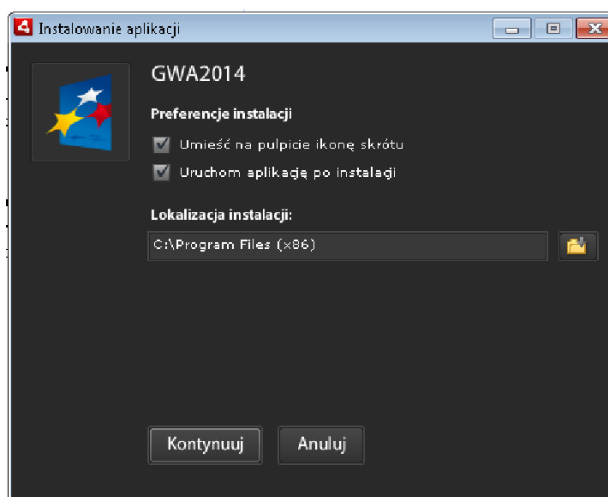 Instalowanie aplikacji
GWA2014
Preferencje instalacji
Umieść na pulpicie ikonę skrótu
Uruchom aplikację po instalacji
Lokalizacja instalacji:
C:\Program Files (x86)
Kontynuuj
Anuluj